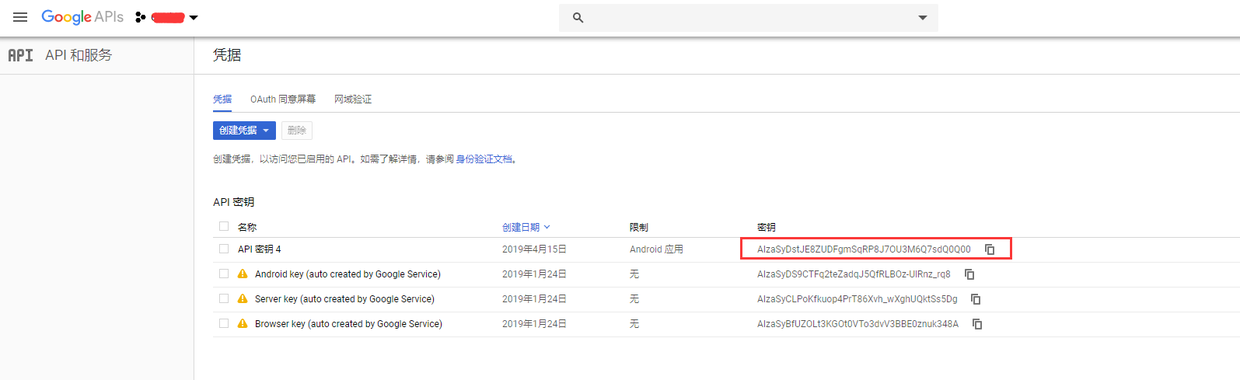 Google APIs
API API 和服务
凭据
凭据 OAuth 同意屏幕 网域验证
创建凭据 删除
创建凭据，以访问您已启用的 API。如需了解详情，请参阅 身份验证文档。
API 密钥
名称 创建日期 限制 密钥
API 密钥 4 2019年4月15日 Android 应用 AIzaSyDstJE8ZUDFgmSqRP8J7OU3M6Q7sdQ0Q00
Android key (auto created by Google Service) 2019年1月24日 无 AIzaSyDS9CTFq2teZadqJ5QfRLBOz-UlRnz_rq8
Server key (auto created by Google Service) 2019年1月24日 无 AIzaSyCLPoKfkuop4PrT86Xvh_wXghUQktSs5Dg
Browser key (auto created by Google Service) 2019年1月24日 无 AIzaSyBfUZOLt3KGOt0VTo3dvV3BBE0znuk348A